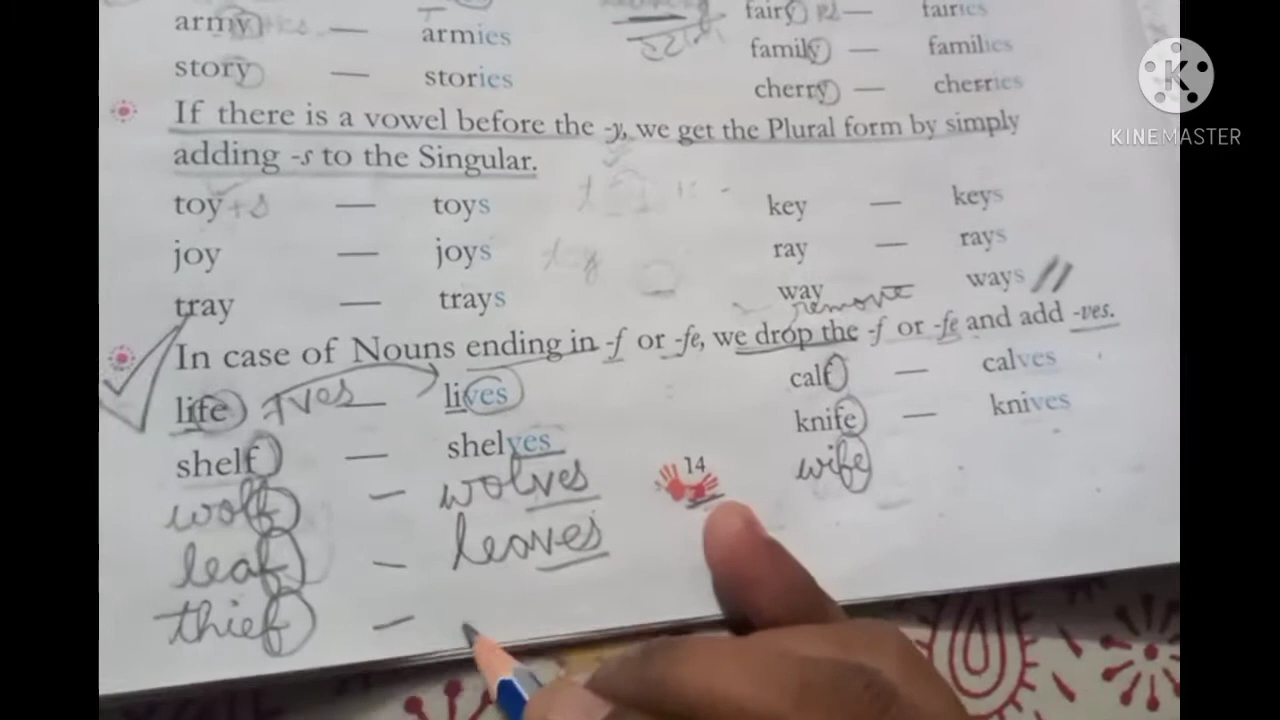 army — armies fairy — fairies
story — stories family — families
cherry — cherries
KINEMASTER
If there is a vowel before the -y, we get the Plural form by simply
adding -s to the Singular.
toy +s — toys key — keys
joy — joys ray — rays
tray — trays way ways
remove
In case of Nouns ending in -f or -fe, we drop the -f or -fe and add -ves.
life +ves — lives calf — calves
shelf — shelves knife — knives
wolf — wolves 14 wife
leaf — leaves
thief —